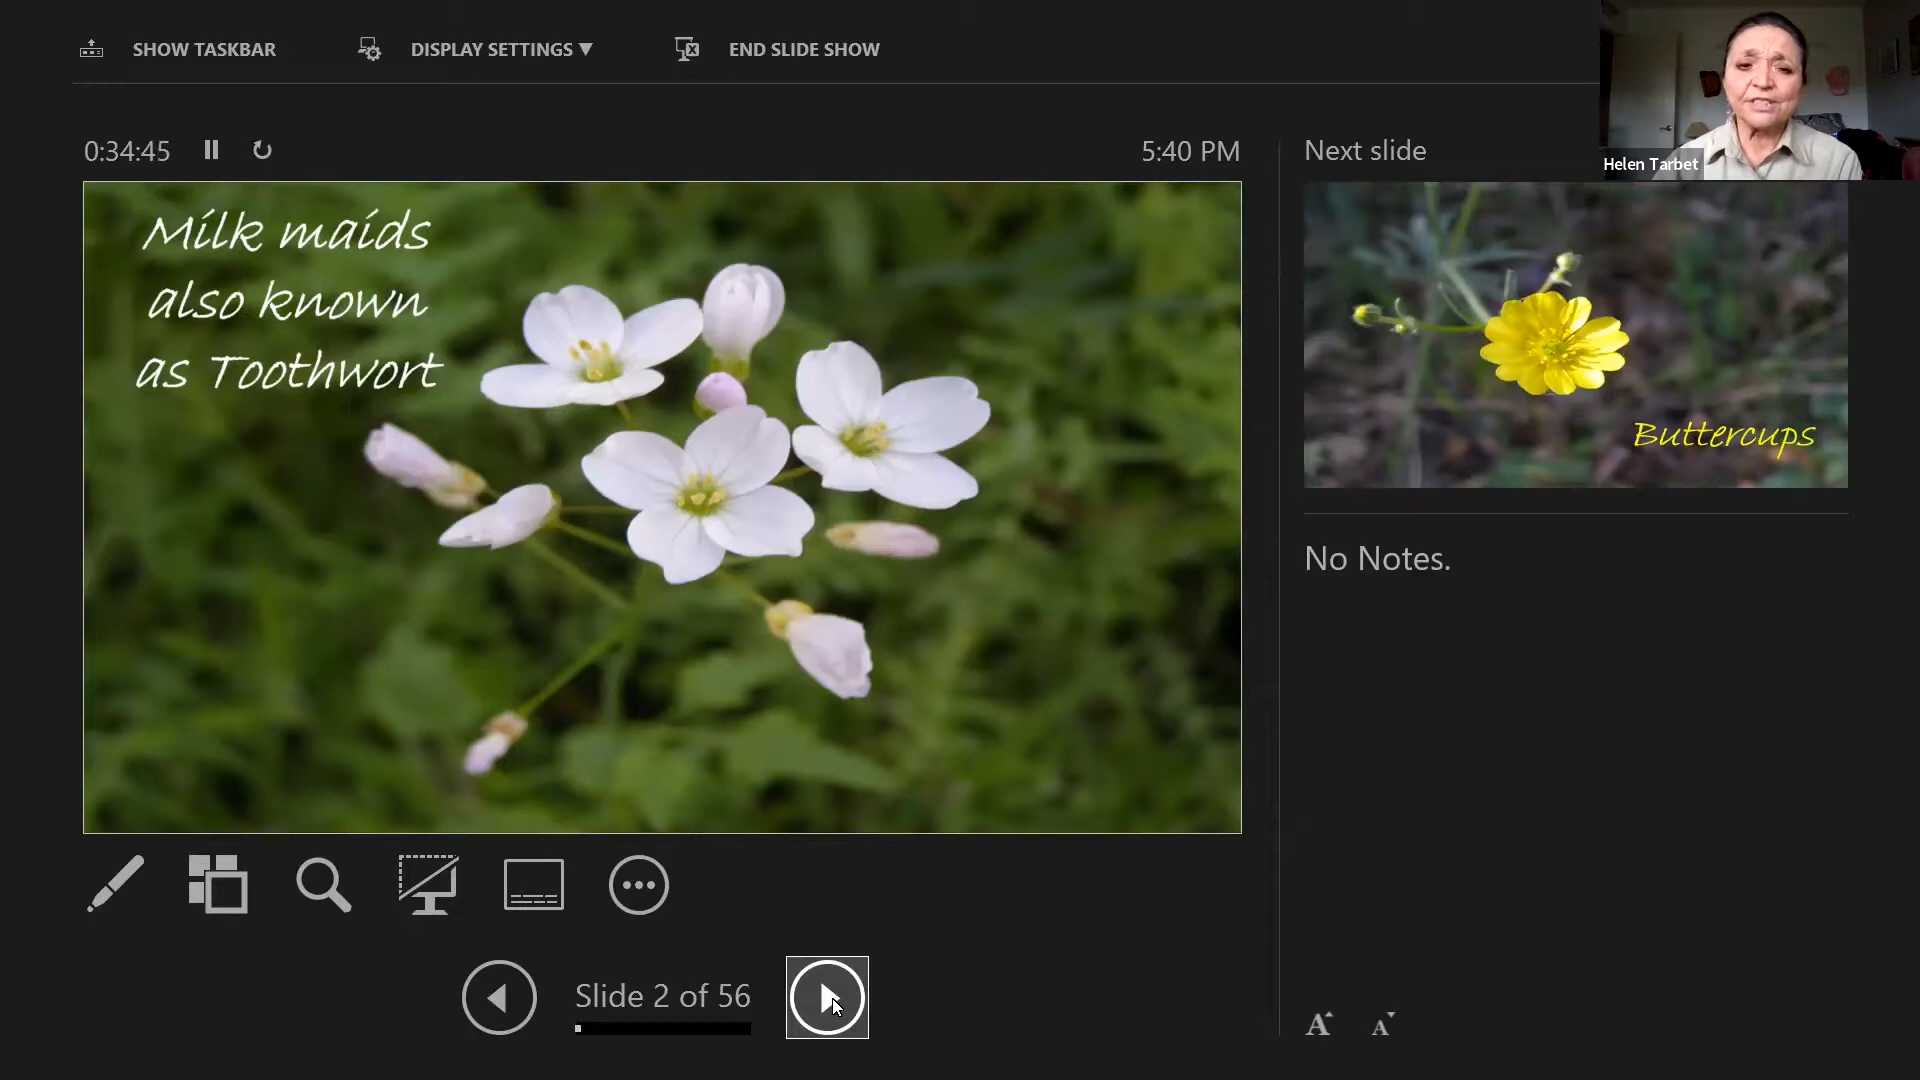 SHOW TASKBAR
DISPLAY SETTINGS ▼
END SLIDE SHOW
Helen Tarbet
0:34:45
5:40 PM
Next slide
Milk maids
also known
as Toothwort
Buttercups
No Notes.
Slide 2 of 56
A
A